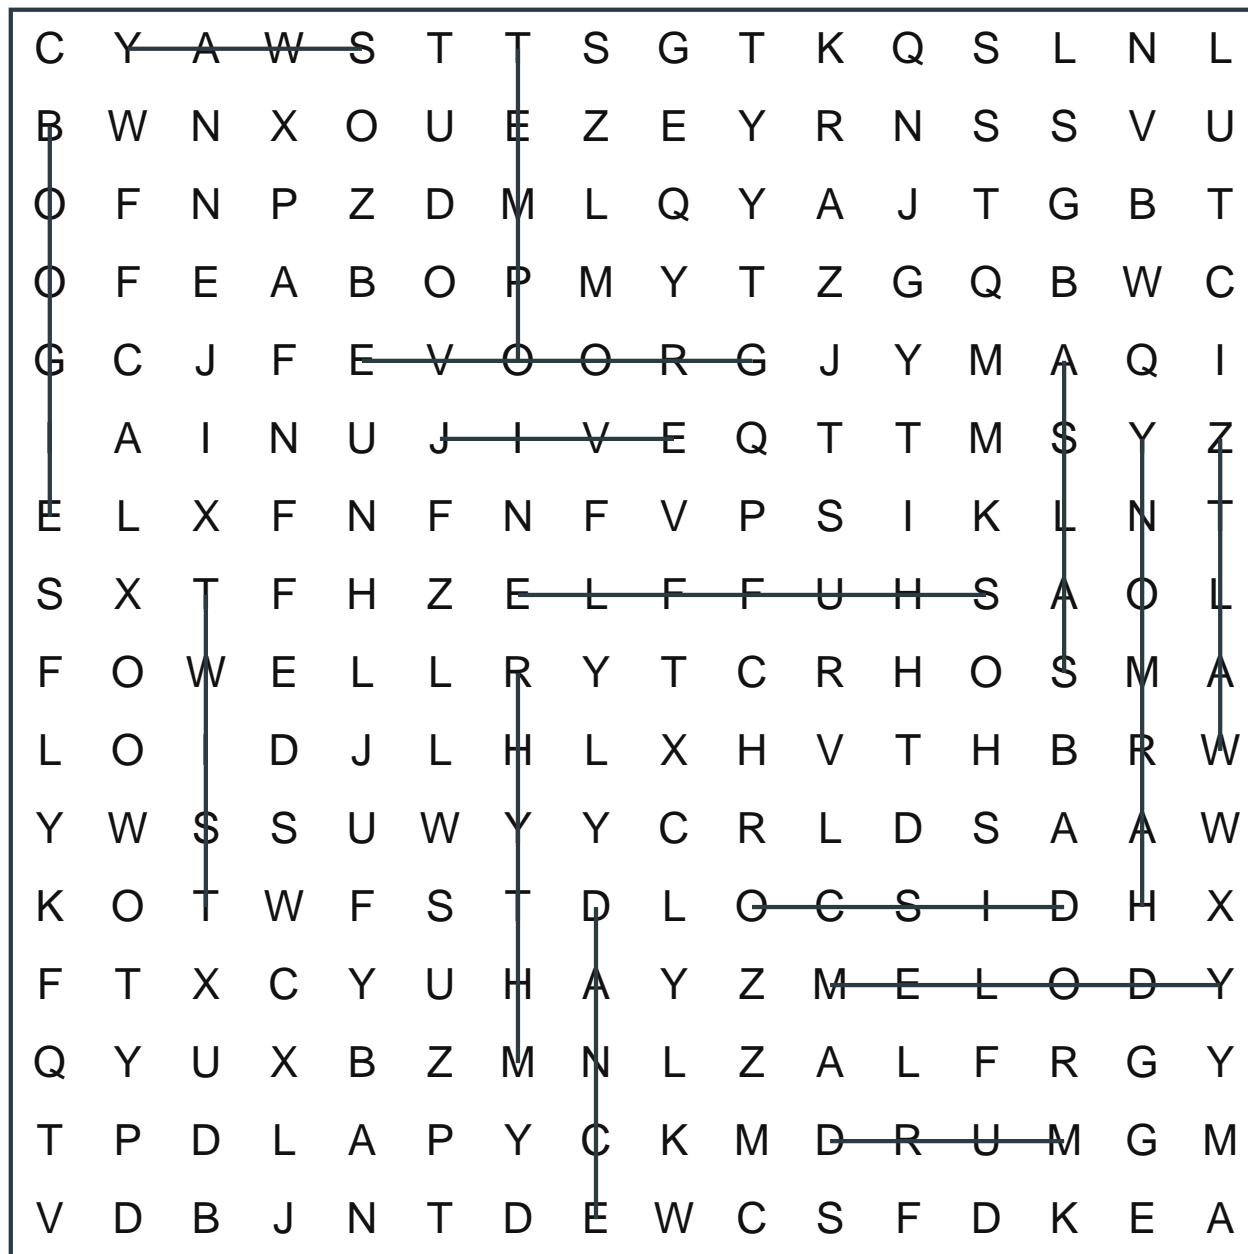 C Y A W S T T S G T K Q S L N L
B W N X O U E Z E Y R N S S V U
O F N P Z D M L Q Y A J T G B T
O F E A B O P M Y T Z G Q B W C
G C J F E V O O R G J Y M A Q I
I A I N U J I V E Q T T M S Y Z
E L X F N F N F V P S I K L N T
S X T F H Z E L F F U H S A O L
F O W E L L R Y T C R H O S M A
L O I D J L H L X H V T H B R W
Y W S S U W Y Y C R L D S A A W
K O T W F S T D L O C S I D H X
F T X C Y U H A Y Z M E L O D Y
Q Y U X B Z M N L Z A L F R G Y
T P D L A P Y C K M D R U M G M
V D B J N T D E W C S F D K E A